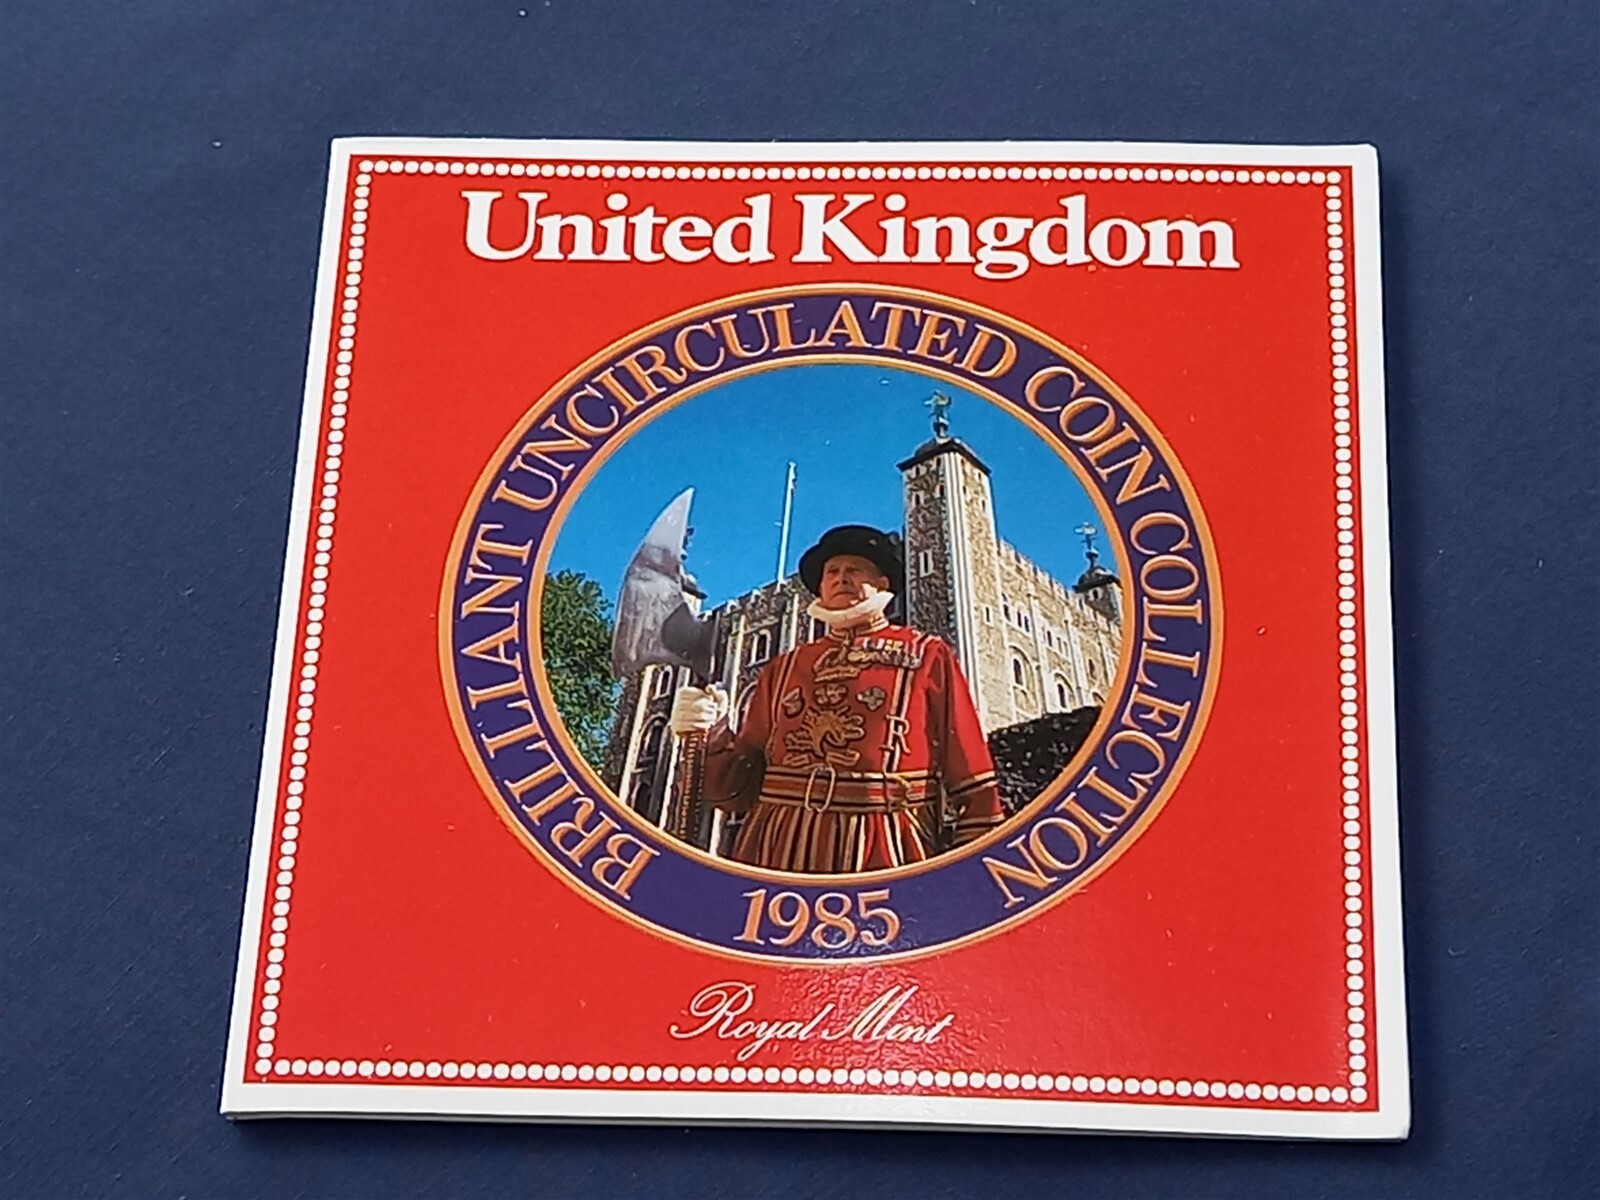 United Kingdom
BRILLIANT UNCIRCULATED COIN COLLECTION
1985
R
Royal Mint